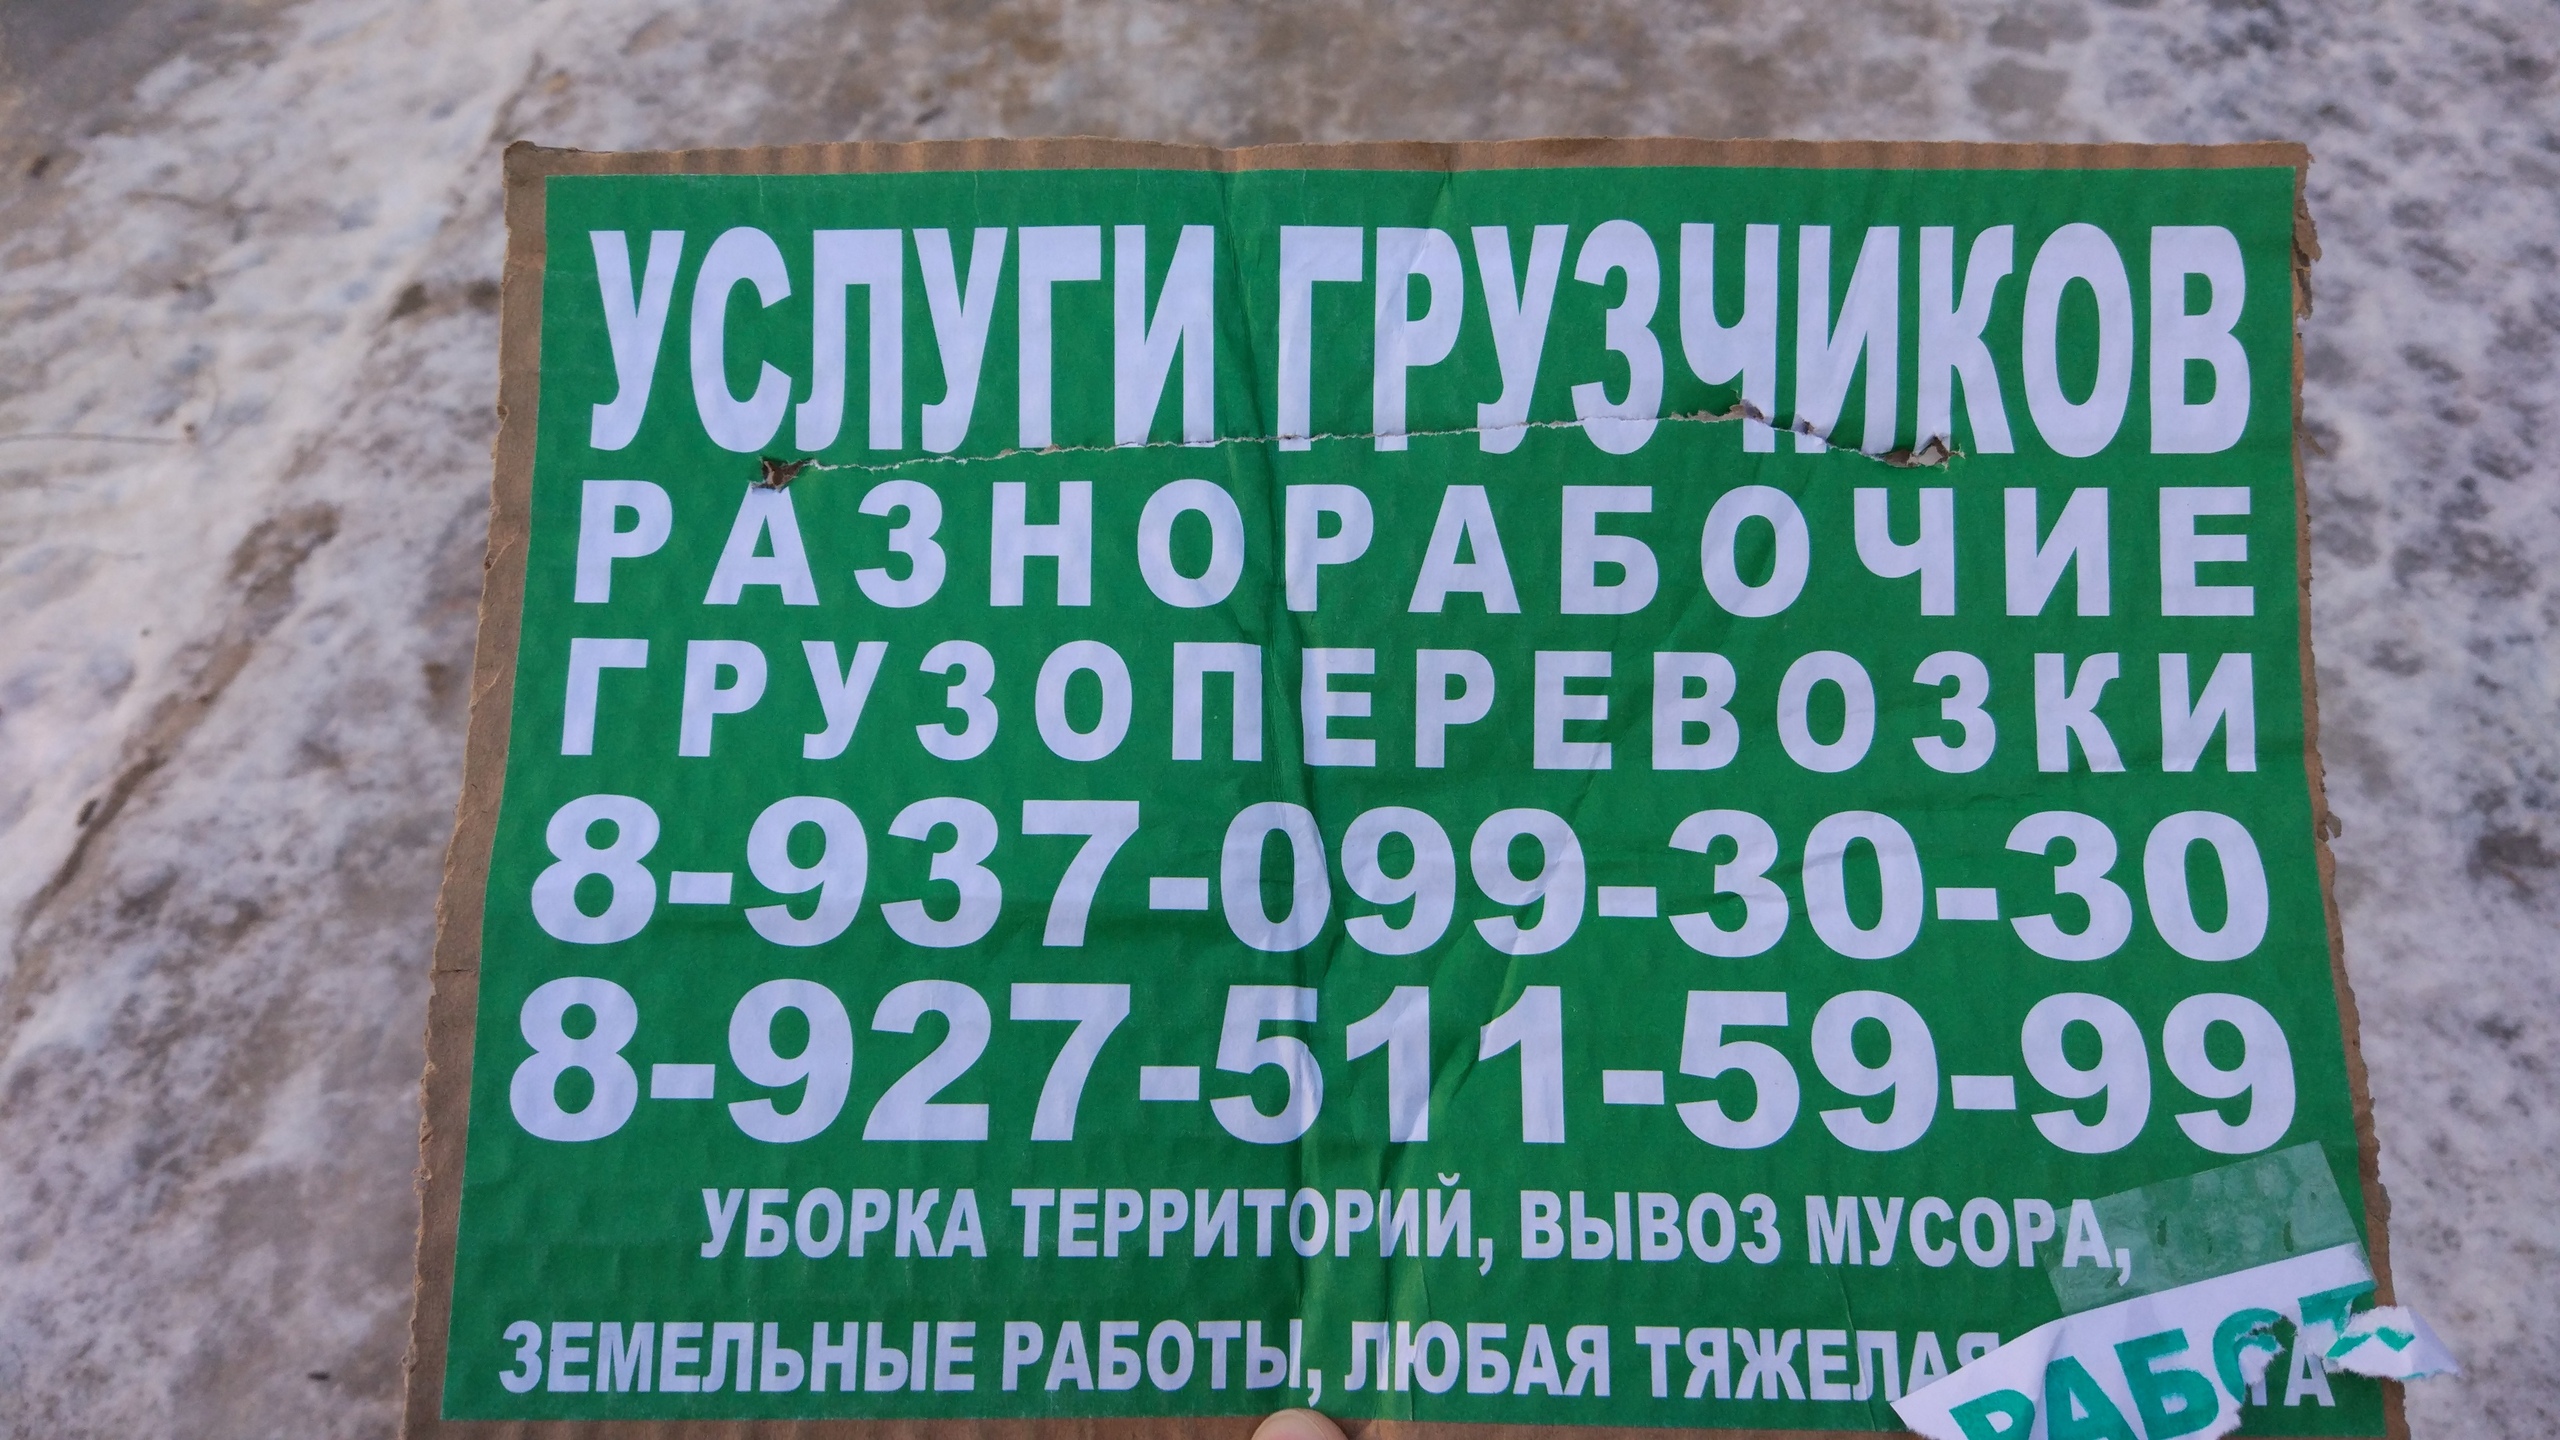 УСЛУГИ ГРУЗЧИКОВ
РАЗНОРАБОЧИЕ
ГРУЗОПЕРЕВОЗКИ
8-937-099-30-30
8-927-511-59-99
УБОРКА ТЕРРИТОРИЙ, ВЫВОЗ МУСОРА,
ЗЕМЕЛЬНЫЕ РАБОТЫ, ЛЮБАЯ ТЯЖЕЛАЯ